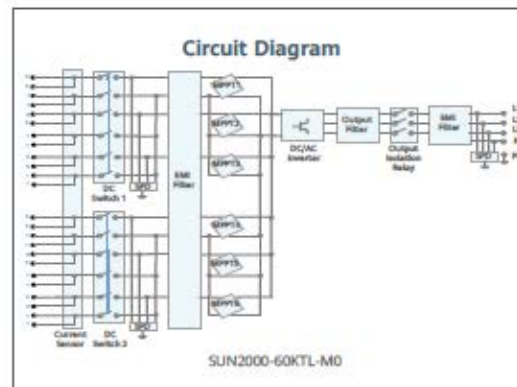 Circuit Diagram
MPPT1
MPPT2
MPPT3
SPD
DC
Switch 1
EMI
Filter
DC/AC
Inverter
Output
Filter
Output
Isolation
Relay
EMI
Filter
SPD
MPPT4
MPPT5
MPPT6
SPD
Current
Sensor
DC
Switch 2
SUN2000-60KTL-M0